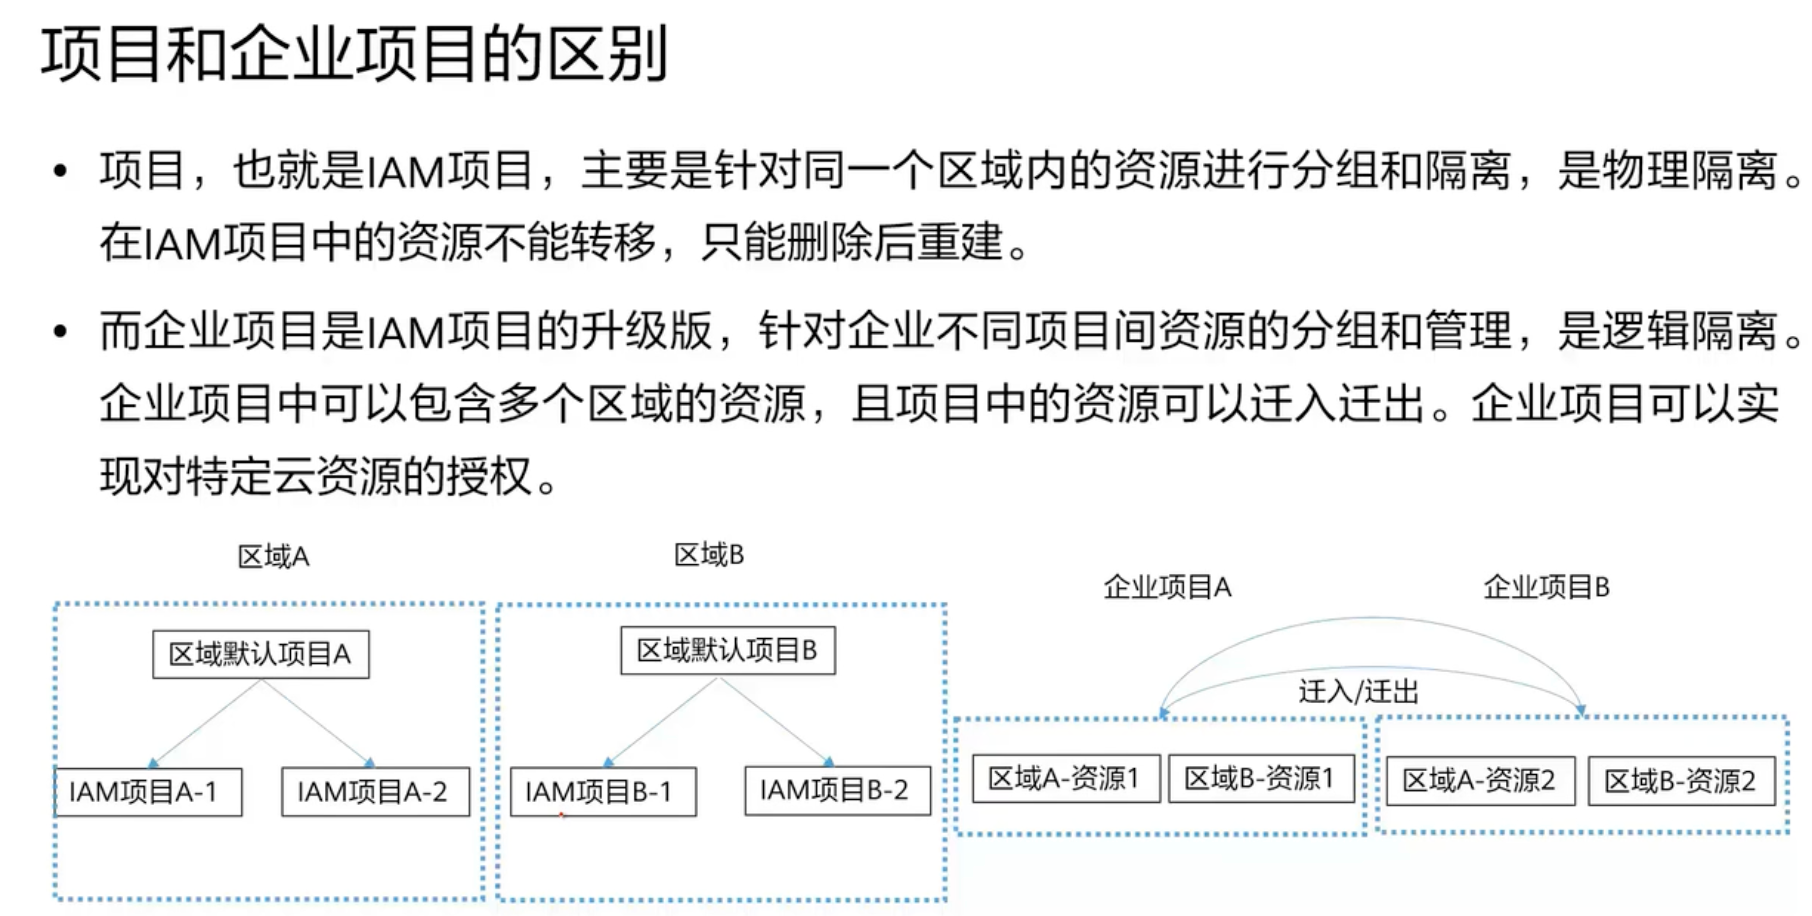 项目和企业项目的区别
• 项目，也就是IAM项目，主要是针对同一个区域内的资源进行分组和隔离，是物理隔离。
在IAM项目中的资源不能转移，只能删除后重建。
• 而企业项目是IAM项目的升级版，针对企业不同项目间资源的分组和管理，是逻辑隔离。
企业项目中可以包含多个区域的资源，且项目中的资源可以迁入迁出。企业项目可以实
现对特定云资源的授权。
区域A
区域默认项目A
IAM项目A-1
IAM项目A-2
区域B
区域默认项目B
IAM项目B-1
IAM项目B-2
企业项目A
企业项目B
迁入/迁出
区域A-资源1
区域B-资源1
区域A-资源2
区域B-资源2